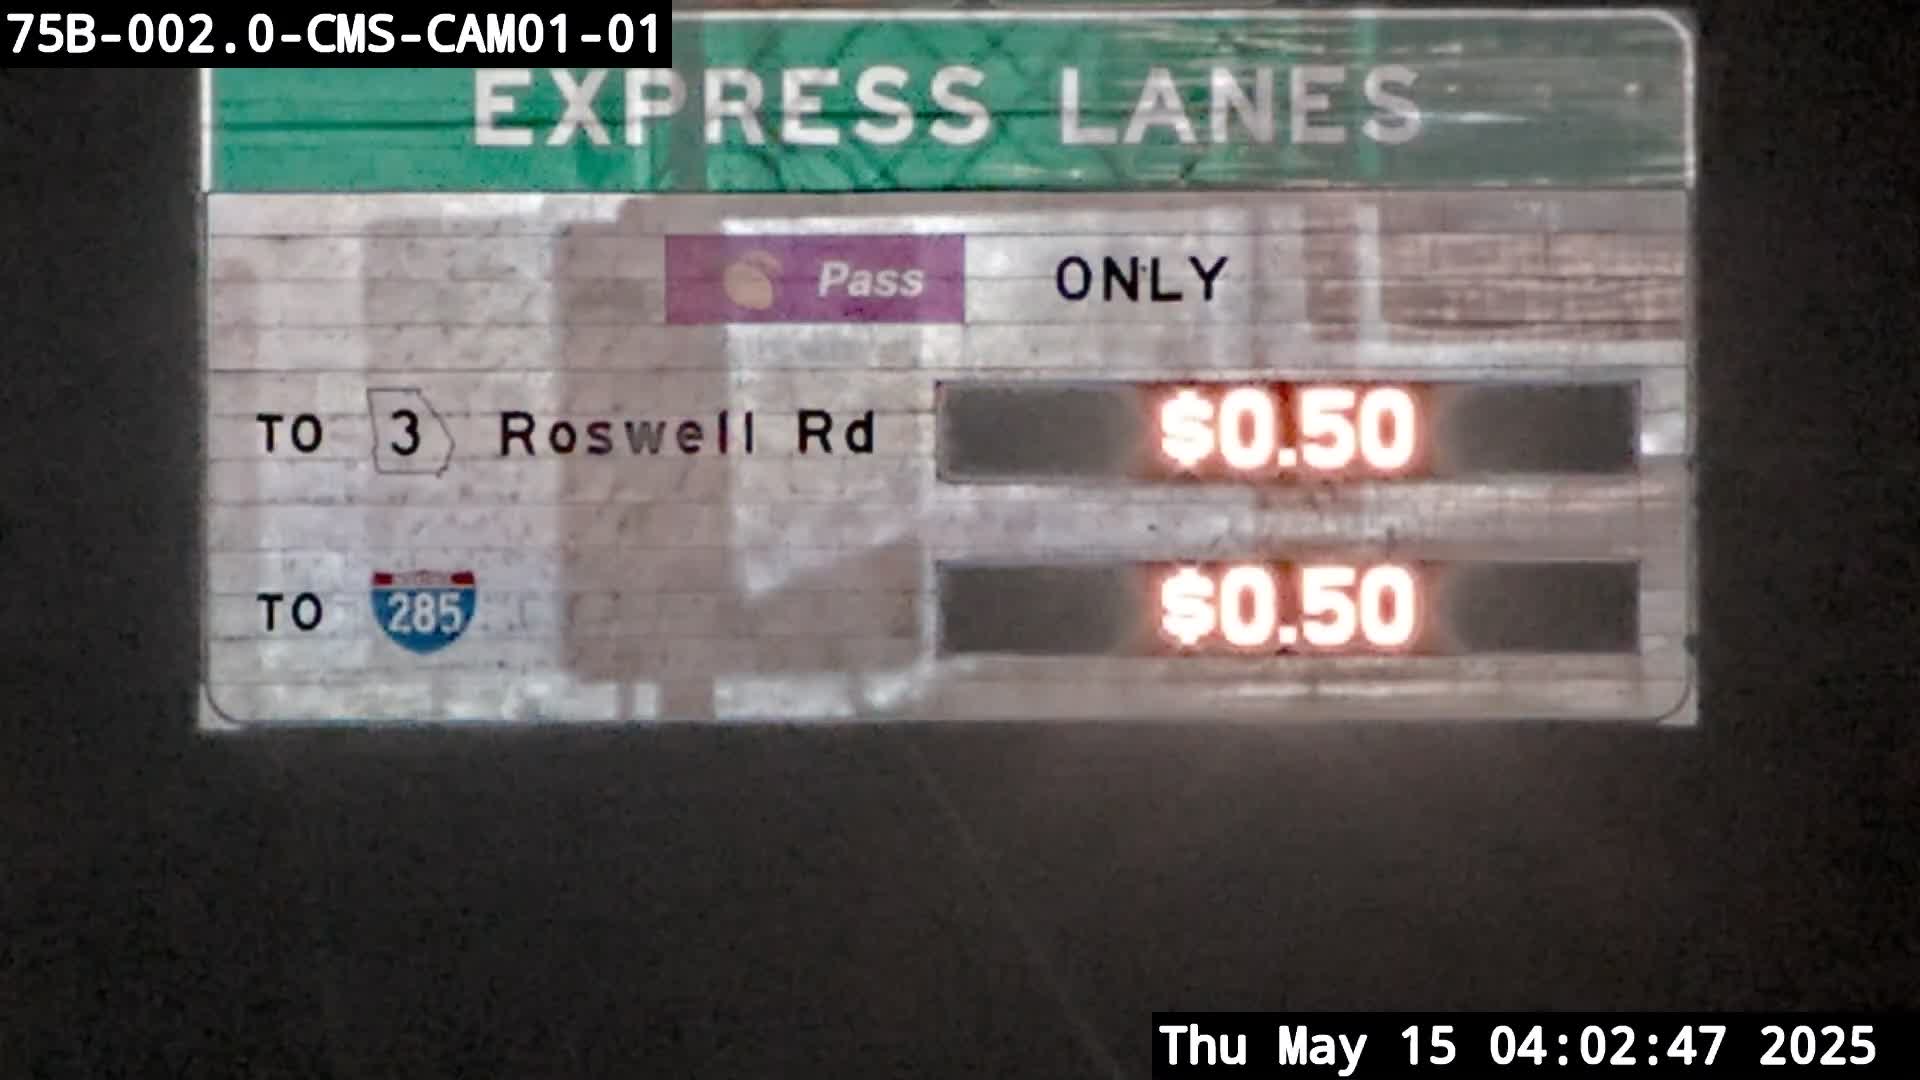 75B-002.0-CMS-CAM01-01
EXPRESS LANES
Pass ONLY
TO 3 Roswell Rd $0.50
TO 285 $0.50
Thu May 15 04:02:47 2025